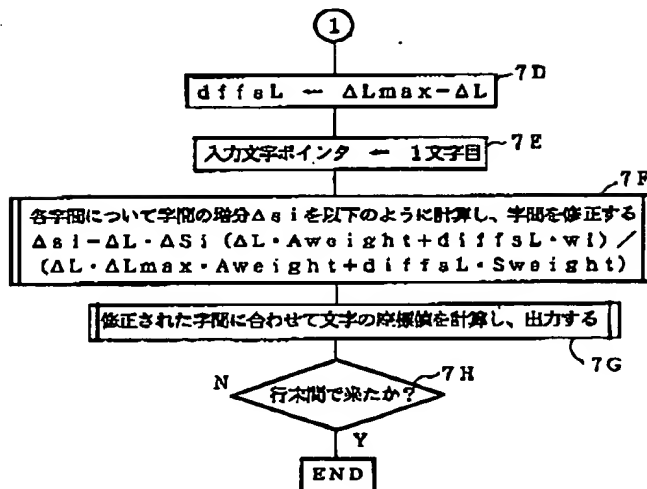 1
7D
dffsL ← ΔLmax-ΔL
7E
入力文字ポインタ ← 1文字目
7F
各字間について字間の増分Δsiを以下のように計算し、字間を修正する
Δsi-ΔL・ΔSi(ΔL・Aweight+diffsL・wi)/
(ΔL・ΔLmax・Aweight+diffsL・Sweight)
修正された字間に合わせて文字の座標値を計算し、出力する
7G
7H
N
行末間で来たか?
Y
END